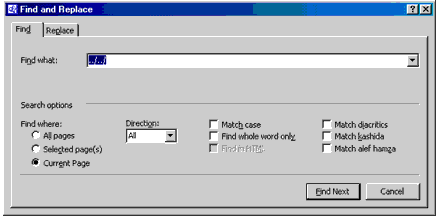 Find and Replace
Find Replace
Find what: ../../
Search options
Find where: Direction: Match case Match diacritics
All pages All Find whole word only Match kashida
Selected page(s) Find in HTML Match alef hamza
Current Page
Find Next Cancel